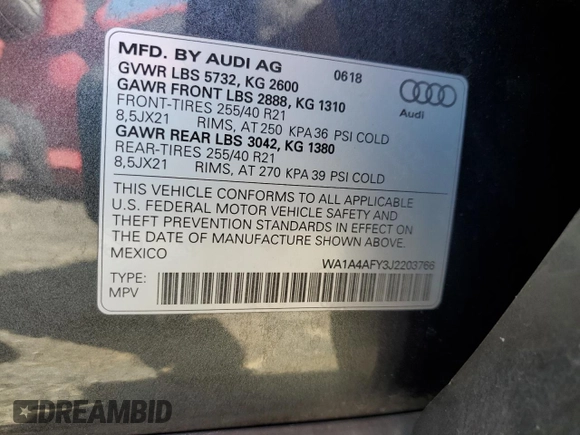 MFD. BY AUDI AG 0618
GVWR LBS 5732, KG 2600
GAWR FRONT LBS 2888, KG 1310
FRONT-TIRES 255/40 R21
8,5JX21 RIMS, AT 250 KPA 36 PSI COLD
GAWR REAR LBS 3042, KG 1380
REAR-TIRES 255/40 R21
8,5JX21 RIMS, AT 270 KPA 39 PSI COLD
Audi
THIS VEHICLE CONFORMS TO ALL APPLICABLE
U.S. FEDERAL MOTOR VEHICLE SAFETY AND
THEFT PREVENTION STANDARDS IN EFFECT ON
THE DATE OF MANUFACTURE SHOWN ABOVE.
MEXICO WA1A4AFY3J2203766
TYPE:
MPV
DREAMBID